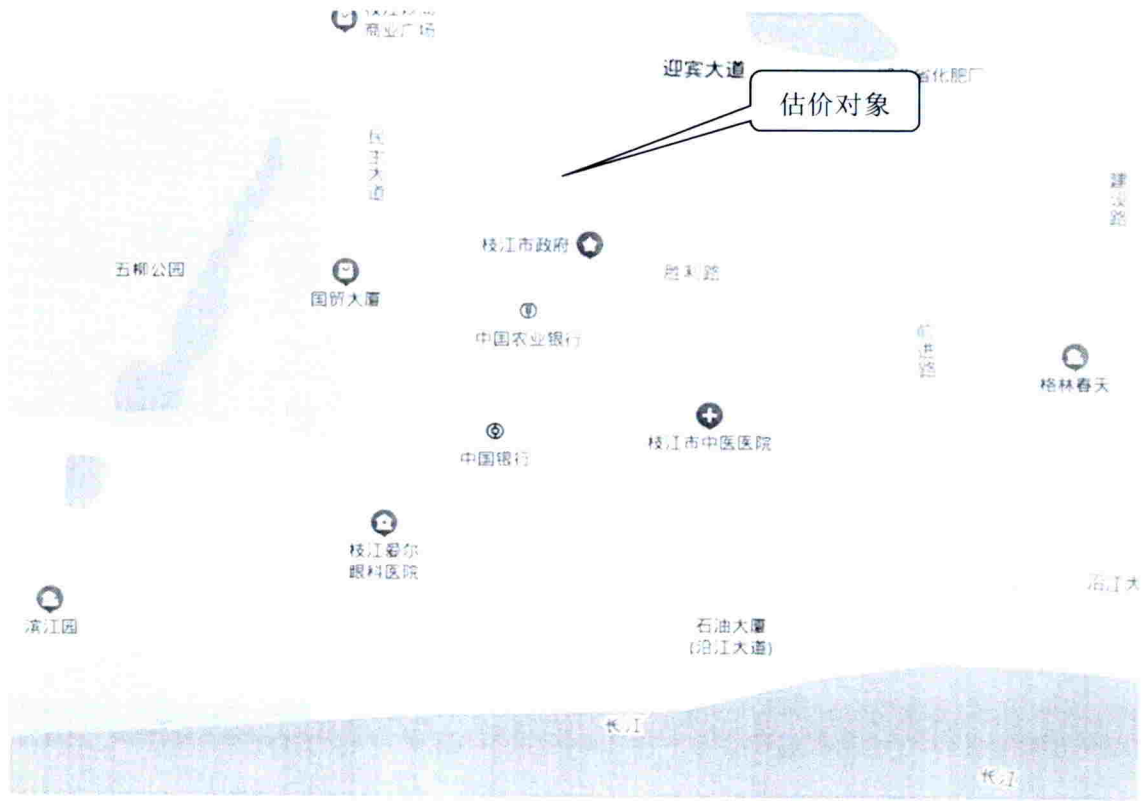 商业广场
迎宾大道
省化肥厂
估价对象
民主大道
建设路
枝江市政府
胜利路
五柳公园
国贸大厦
中国农业银行
前进路
格林春天
枝江市中医医院
中国银行
枝江爱尔
眼科医院
沿江大
滨江园
石油大厦
(沿江大道)
长江
长江